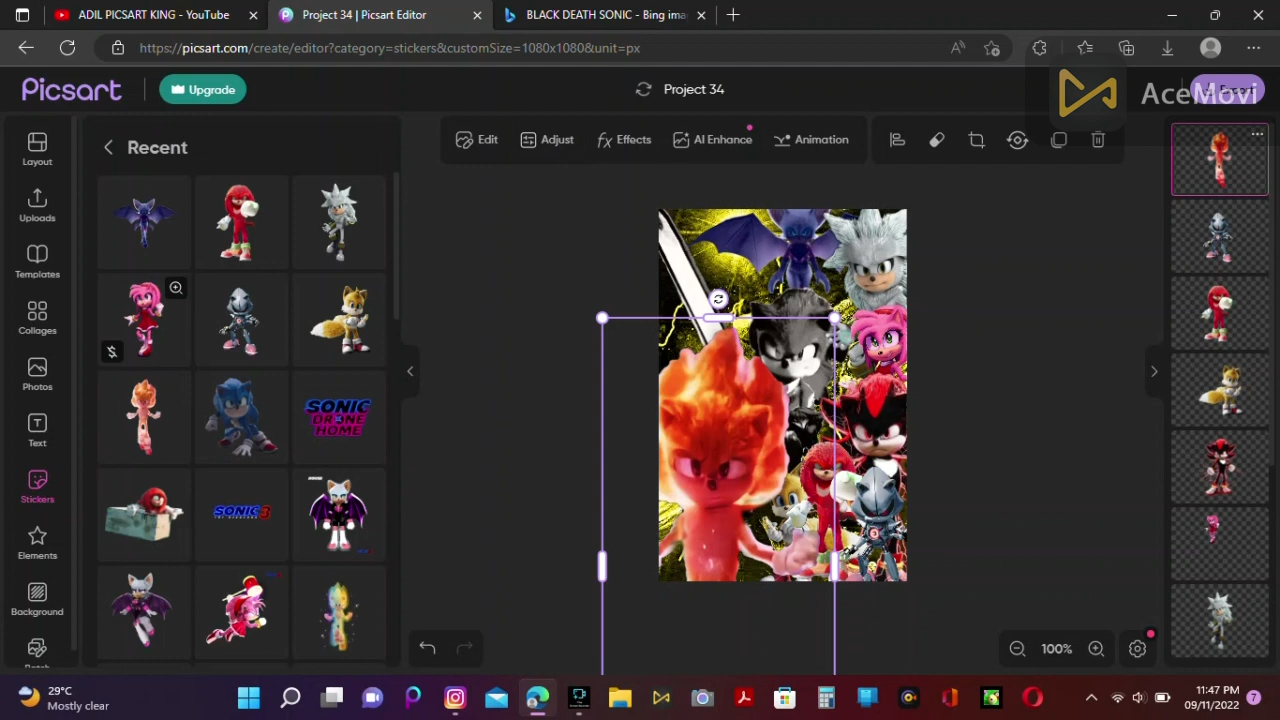 ADIL PICSART KING - YouTube
Project 34 | Picsart Editor
BLACK DEATH SONIC - Bing ima
https://picsart.com/create/editor?category=stickers&customSize=1080x1080&unit=px
Picsart
Upgrade
Project 34
AceMovi
Layout
Uploads
Templates
Collages
Photos
Text
Stickers
Elements
Background
Recent
Edit
Adjust
Effects
AI Enhance
Animation
SONIC
DRONE
HOME
SONIC 3
100%
29°C
Mostly clear
11:47 PM
09/11/2022
7